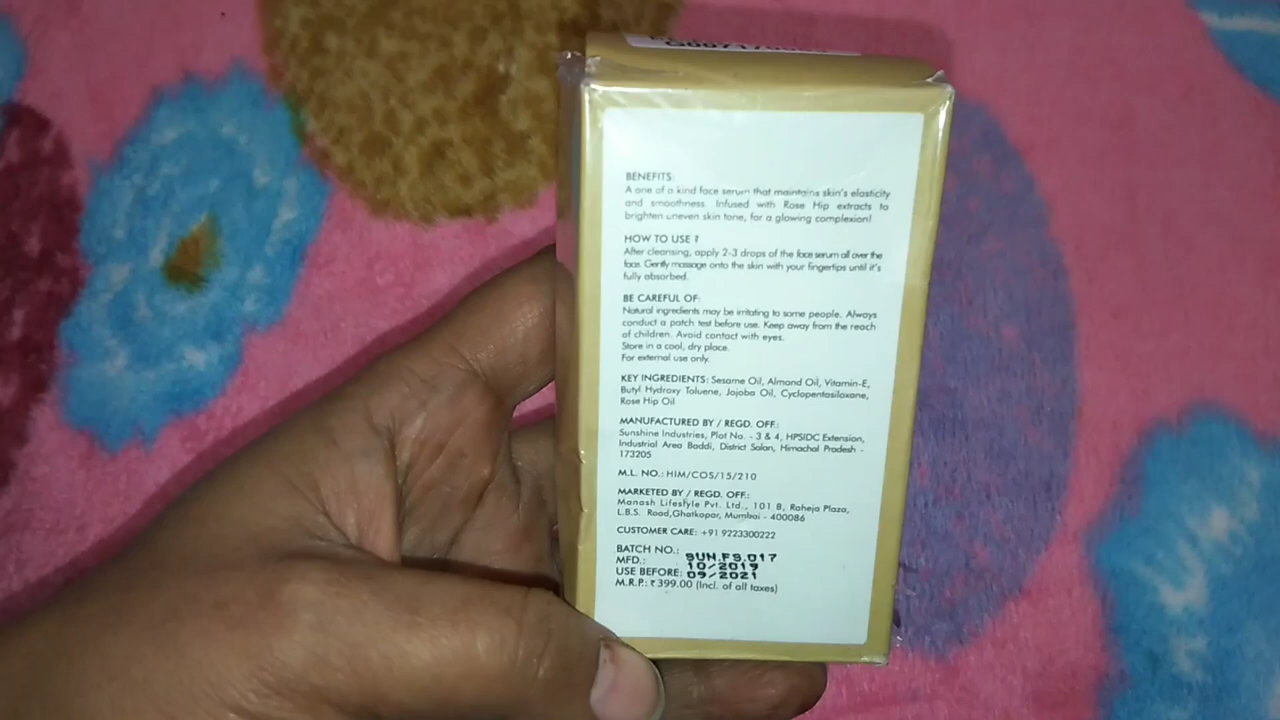 BENEFITS:
A one of a kind face serum that maintains skin's elasticity
and smoothness. Infused with Rose Hip extracts to
brighten uneven skin tone, for a glowing complexion!
HOW TO USE ?
After cleansing, apply 2-3 drops of the face serum all over the
face. Gently massage onto the skin with your fingertips until it's
fully absorbed.
BE CAREFUL OF:
Natural ingredients may be irritating to some people. Always
conduct a patch test before use. Keep away from the reach
of children. Avoid contact with eyes.
Store in a cool, dry place.
For external use only.
KEY INGREDIENTS: Sesame Oil, Almond Oil, Vitamin-E,
Butyl Hydroxy Toluene, Jojoba Oil, Cyclopentasiloxane,
Rose Hip Oil
MANUFACTURED BY / REGD. OFF.:
Sunshine Industries, Plot No. - 3 & 4, HPSIDC Extension,
Industrial Area Baddi, District Solan, Himachal Pradesh -
173205
M.L. NO.: HIM/COS/15/210
MARKETED BY / REGD. OFF.:
Manash Lifestyle Pvt. Ltd., 101 B, Raheja Plaza,
L.B.S. Road,Ghatkopar, Mumbai - 400086
CUSTOMER CARE: +91 9223300222
BATCH NO.: SUN.FS.017
MFD.: 10/2019
USE BEFORE: 09/2021
M.R.P.: ₹ 399.00 (Incl. of all taxes)